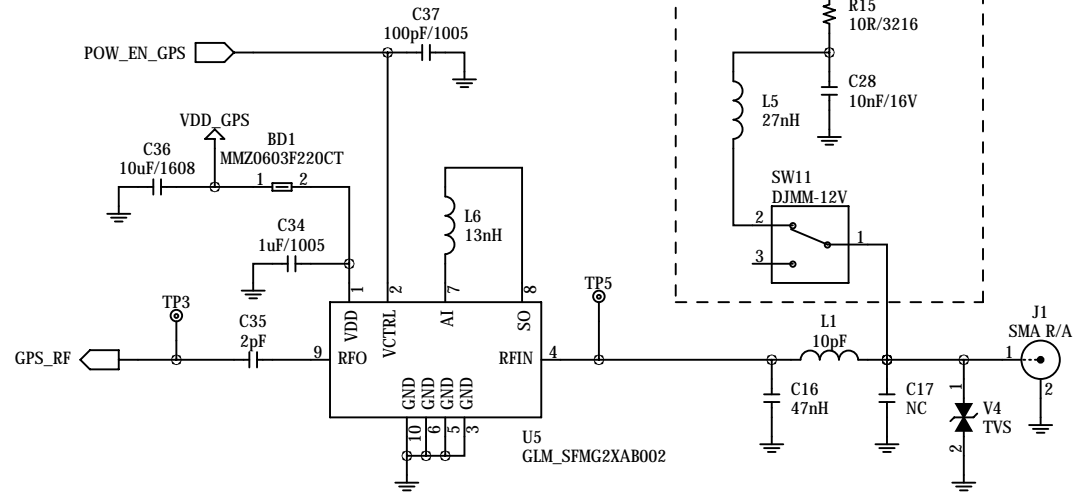 R15
10R/3216
C37
100pF/1005
POW_EN_GPS
C28
10nF/16V
L5
27nH
VDD_GPS
BD1
MMZ0603F220CT
C36
10uF/1608
1 2
SW11
DJMM-12V
2
1
3
L6
13nH
C34
1uF/1005
1
2
7
8
TP3
TP5
VDD
VCTRL
AI
SO
C35
2pF
L1
10pF
J1
SMA R/A
GPS_RF
9
RFO
RFIN
4
1
2
GND
GND
GND
GND
10
6
5
3
C16
47nH
C17
NC
1
V4
TVS
2
U5
GLM_SFMG2XAB002